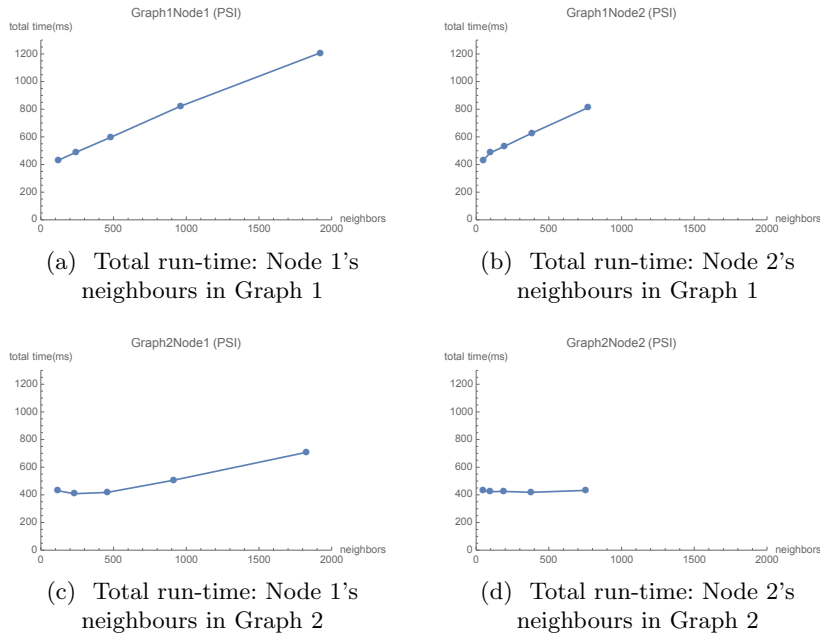 Graph1Node1 (PSI)
total time(ms)
1200
1000
800
600
400
200
0
0 500 1000 1500 2000
neighbors
(a) Total run-time: Node 1's
neighbours in Graph 1
Graph1Node2 (PSI)
total time(ms)
1200
1000
800
600
400
200
0
0 500 1000 1500 2000
neighbors
(b) Total run-time: Node 2's
neighbours in Graph 1
Graph2Node1 (PSI)
total time(ms)
1200
1000
800
600
400
200
0
0 500 1000 1500 2000
neighbors
(c) Total run-time: Node 1's
neighbours in Graph 2
Graph2Node2 (PSI)
total time(ms)
1200
1000
800
600
400
200
0
0 500 1000 1500 2000
neighbors
(d) Total run-time: Node 2's
neighbours in Graph 2